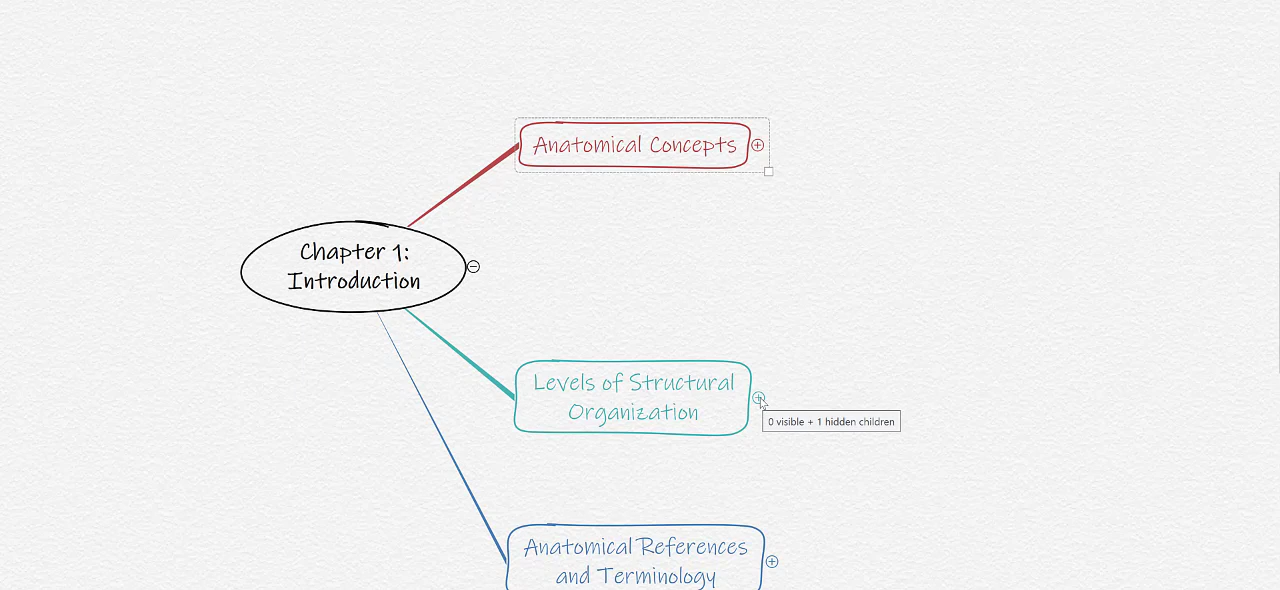 Anatomical Concepts
Chapter 1:
Introduction
Levels of Structural
Organization
0 visible + 1 hidden children
Anatomical References
and Terminology